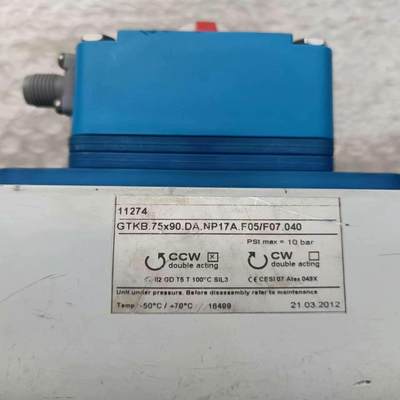 11274
GTKB.75x90.DA.NP17A.F05/F07.040
PSI max = 10 bar
CCW
double acting
CW
double acting
II2 GD T5 T 100°C SIL3
CE CESI 07 Atex 049X
Unit under pressure. Before disassembly refer to maintenance
Temp -50°C / +70°C 16499 21.03.2012